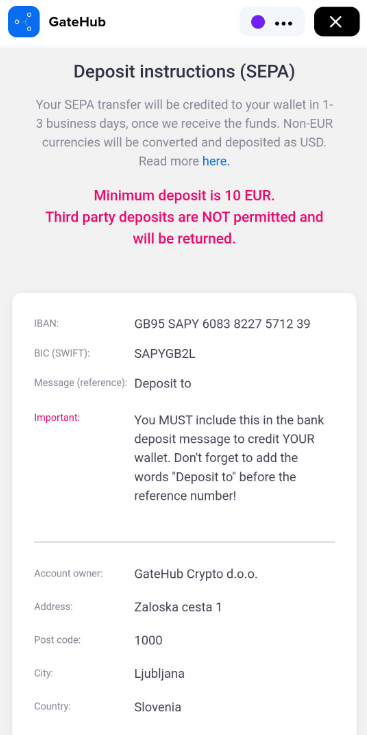 GateHub
Deposit instructions (SEPA)
Your SEPA transfer will be credited to your wallet in 1-
3 business days, once we receive the funds. Non-EUR
currencies will be converted and deposited as USD.
Read more here.
Minimum deposit is 10 EUR.
Third party deposits are NOT permitted and
will be returned.
IBAN: GB95 SAPY 6083 8227 5712 39
BIC (SWIFT): SAPYGB2L
Message (reference): Deposit to
Important: You MUST include this in the bank
deposit message to credit YOUR
wallet. Don't forget to add the
words "Deposit to" before the
reference number!
Account owner: GateHub Crypto d.o.o.
Address: Zaloska cesta 1
Post code: 1000
City: Ljubljana
Country: Slovenia